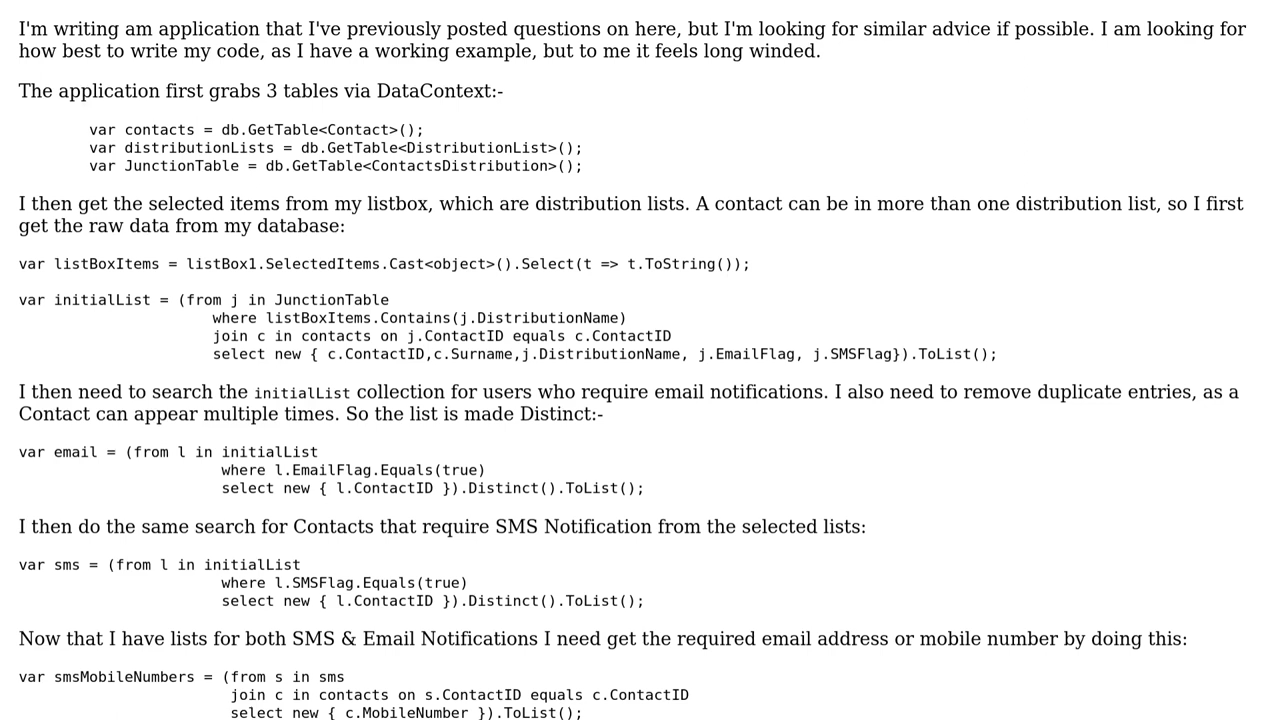 I'm writing am application that I've previously posted questions on here, but I'm looking for similar advice if possible. I am looking for
how best to write my code, as I have a working example, but to me it feels long winded.
The application first grabs 3 tables via DataContext:-
var contacts = db.GetTable<Contact>();
var distributionLists = db.GetTable<DistributionList>();
var JunctionTable = db.GetTable<ContactsDistribution>();
I then get the selected items from my listbox, which are distribution lists. A contact can be in more than one distribution list, so I first
get the raw data from my database:
var listBoxItems = listBox1.SelectedItems.Cast<object>().Select(t => t.ToString());
var initialList = (from j in JunctionTable
where listBoxItems.Contains(j.DistributionName)
join c in contacts on j.ContactID equals c.ContactID
select new { c.ContactID,c.Surname,j.DistributionName, j.EmailFlag, j.SMSFlag}).ToList();
I then need to search the initialList collection for users who require email notifications. I also need to remove duplicate entries, as a
Contact can appear multiple times. So the list is made Distinct:-
var email = (from l in initialList
where l.EmailFlag.Equals(true)
select new { l.ContactID }).Distinct().ToList();
I then do the same search for Contacts that require SMS Notification from the selected lists:
var sms = (from l in initialList
where l.SMSFlag.Equals(true)
select new { l.ContactID }).Distinct().ToList();
Now that I have lists for both SMS & Email Notifications I need get the required email address or mobile number by doing this:
var smsMobileNumbers = (from s in sms
join c in contacts on s.ContactID equals c.ContactID
select new { c.MobileNumber }).ToList();